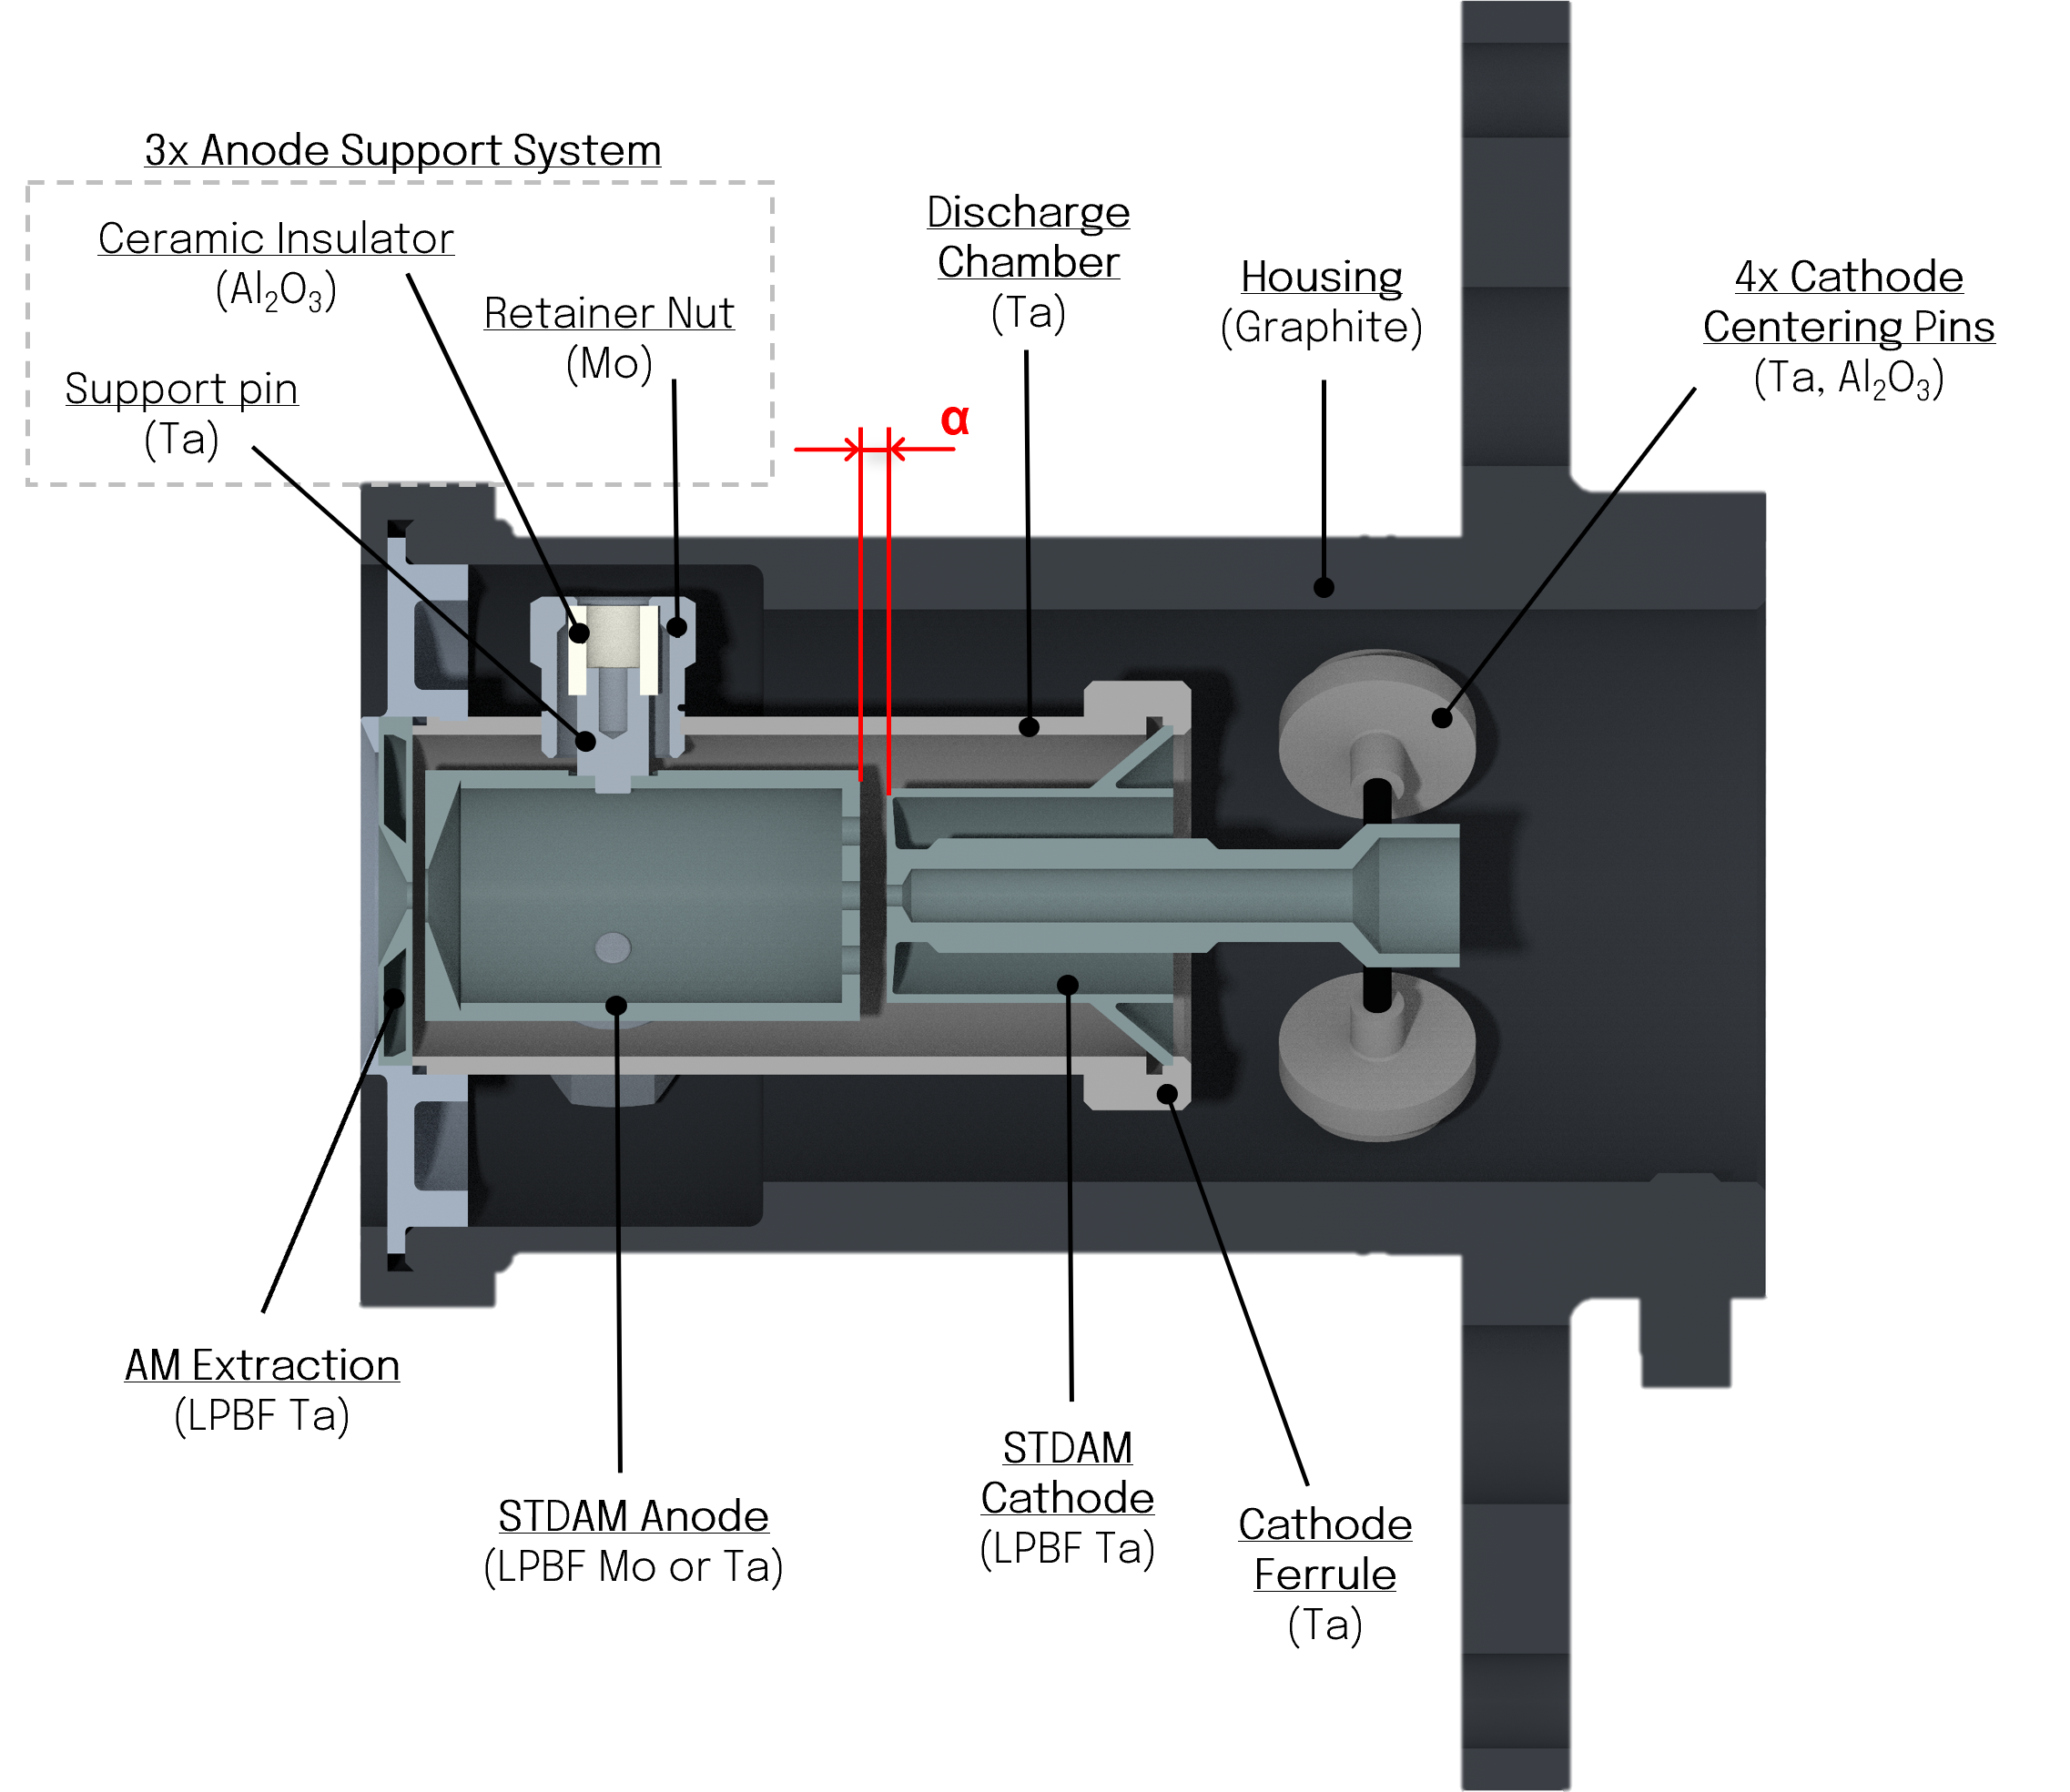 3x Anode Support System
Ceramic Insulator
(Al₂O₃)
Retainer Nut
(Mo)
Support pin
(Ta)
α
Discharge
Chamber
(Ta)
Housing
(Graphite)
4x Cathode
Centering Pins
(Ta, Al₂O₃)
AM Extraction
(LPBF Ta)
STDAM Anode
(LPBF Mo or Ta)
STDAM
Cathode
(LPBF Ta)
Cathode
Ferrule
(Ta)